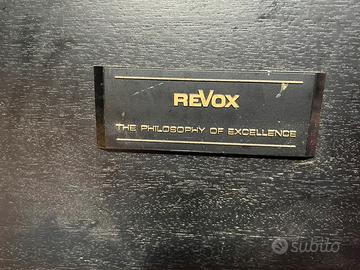 REVOX
THE PHILOSOPHY OF EXCELLENCE
subito